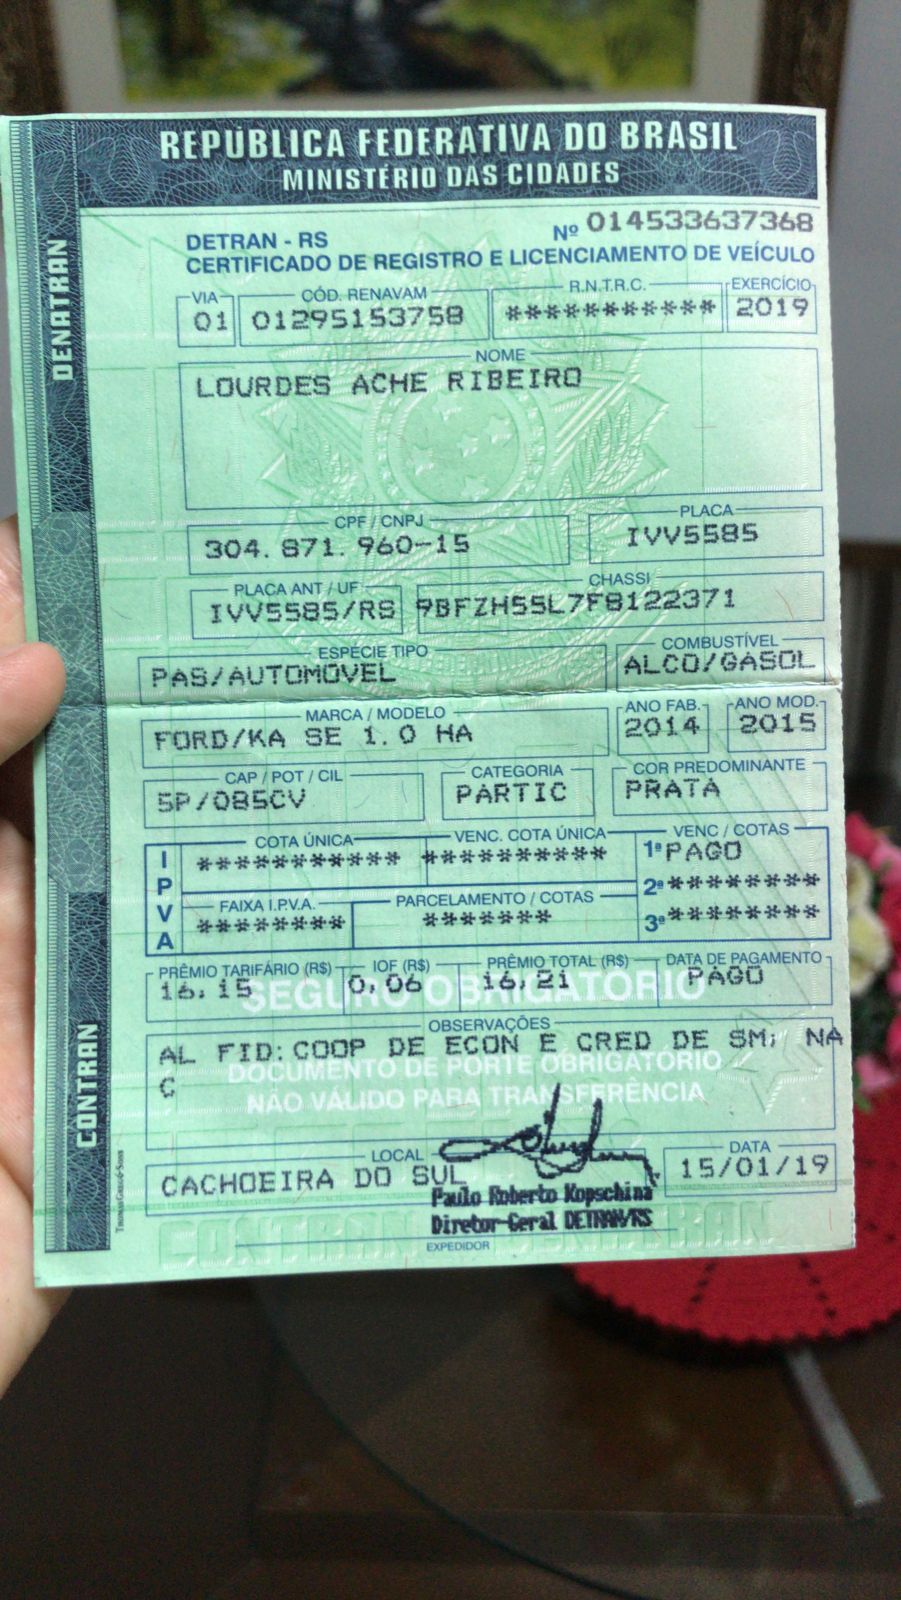 REPÚBLICA FEDERATIVA DO BRASIL
MINISTÉRIO DAS CIDADES
DENATRAN
DETRAN - RS
Nº 014533637368
CERTIFICADO DE REGISTRO E LICENCIAMENTO DE VEÍCULO
VIA CÓD. RENAVAM R.N.T.R.C. EXERCÍCIO
01 01295153758 *********** 2019
NOME
LOURDES ACHE RIBEIRO
CPF / CNPJ PLACA
304.871.960-15 IVV5585
PLACA ANT / UF CHASSI
IVV5585/RS 9BFZH55L7F8122371
ESPÉCIE TIPO COMBUSTÍVEL
PAS/AUTOMOVEL ALCO/GASOL
MARCA / MODELO ANO FAB. ANO MOD.
FORD/KA SE 1.0 HA 2014 2015
CAP / POT / CIL CATEGORIA COR PREDOMINANTE
5P/085CV PARTIC PRATA
IPVA
COTA ÚNICA VENC. COTA ÚNICA VENC / COTAS
*********** ********** 1ª PAGO
2ª ********
FAIXA I.P.V.A. PARCELAMENTO / COTAS
******** ******* 3ª ********
PRÊMIO TARIFÁRIO (R$) IOF (R$) PRÊMIO TOTAL (R$) DATA DE PAGAMENTO
16,15 0,06 16,21 PAGO
SEGURO OBRIGATÓRIO
OBSERVAÇÕES
AL FID:COOP DE ECON E CRED DE SM; NA
C
DOCUMENTO DE PORTE OBRIGATÓRIO
NÃO VÁLIDO PARA TRANSFERÊNCIA
CONTRAN
LOCAL DATA
CACHOEIRA DO SUL 15/01/19
Paulo Roberto Kopschina
Diretor-Geral DETRAN/RS
EXPEDIDOR
CONTRAN DENATRAN